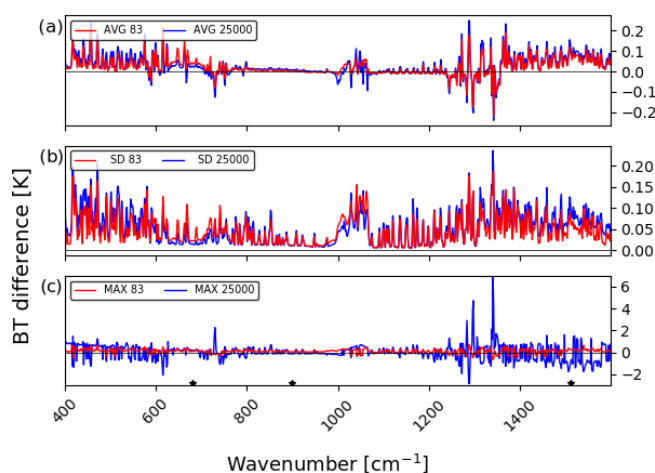 (a)
AVG 83 AVG 25000
0.2
0.1
0.0
−0.1
−0.2
(b)
SD 83 SD 25000
0.20
0.15
0.10
0.05
0.00
(c)
MAX 83 MAX 25000
6
4
2
0
−2
BT difference [K]
400 600 800 1000 1200 1400
Wavenumber [cm⁻¹]